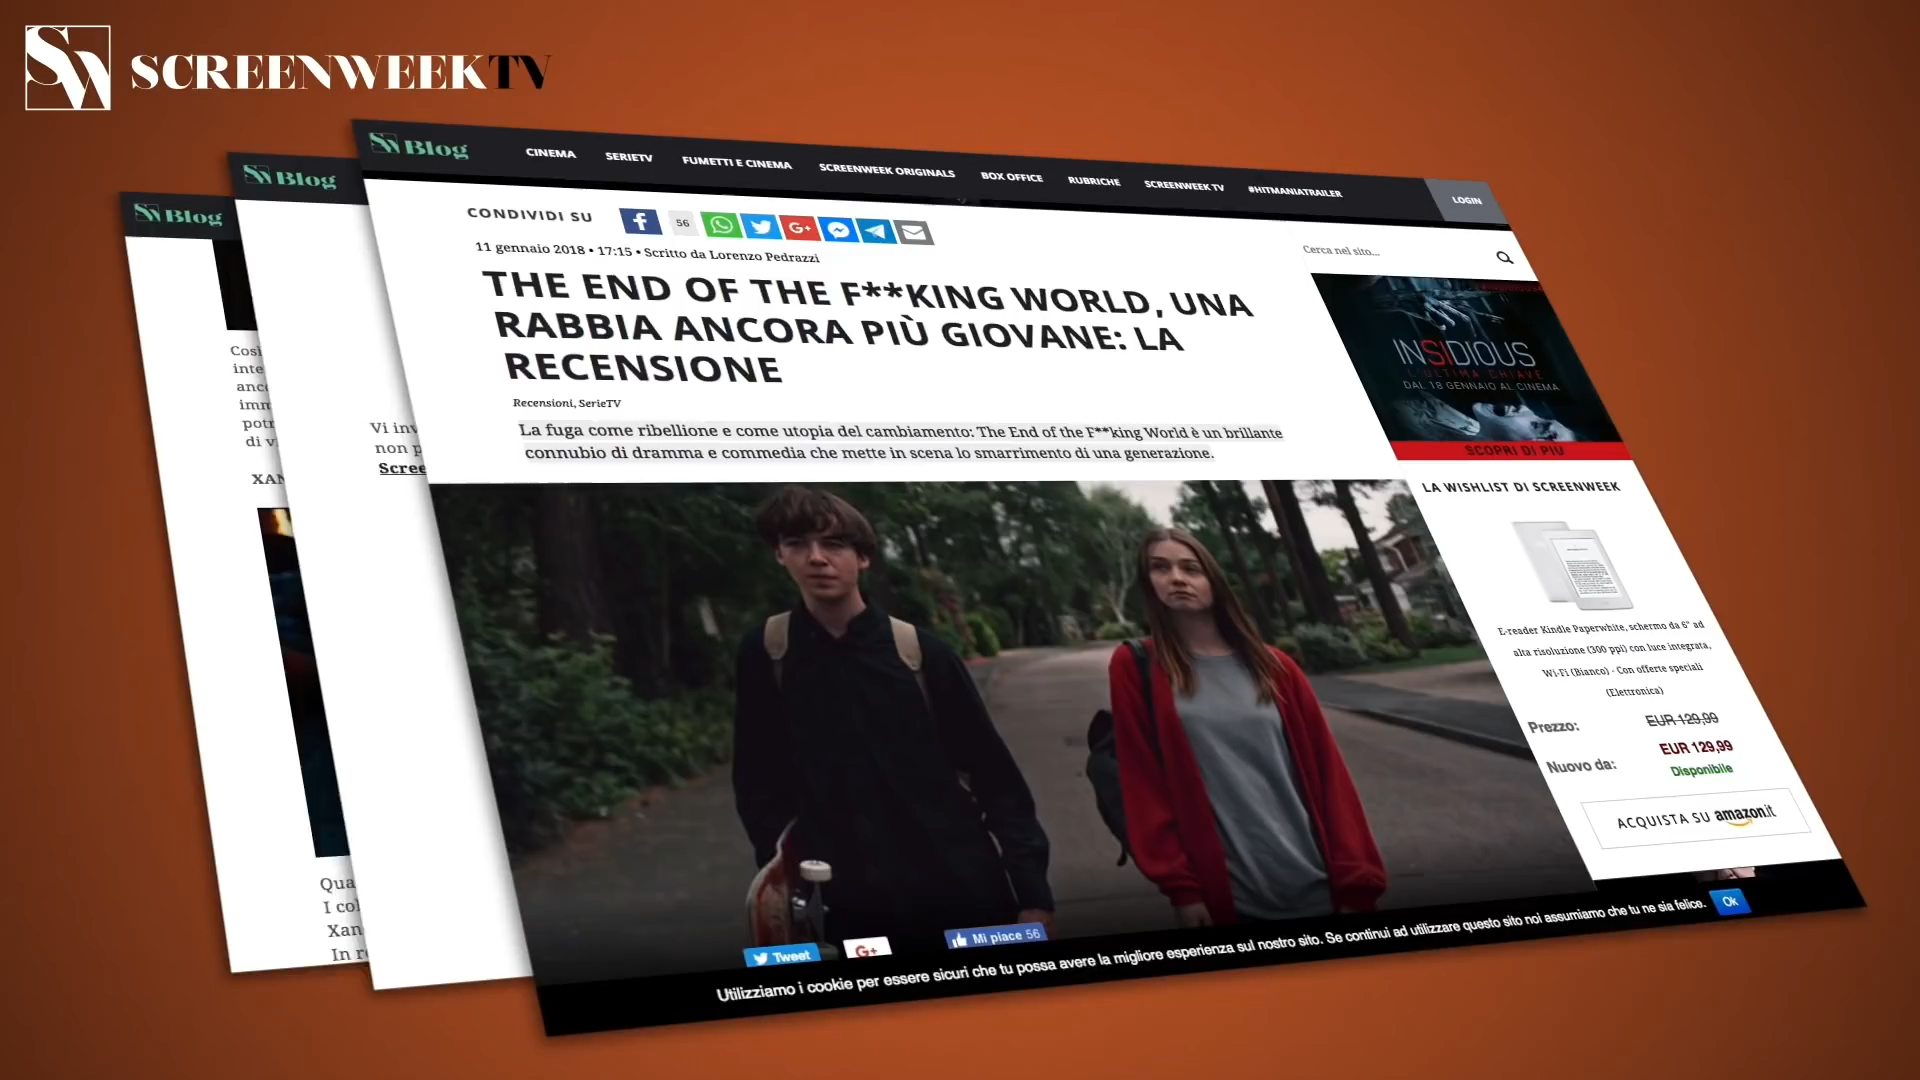 SW SCREENWEEKTV
SW Blog
CINEMA SERIETV FUMETTI E CINEMA SCREENWEEK ORIGINALS BOX OFFICE RUBRICHE SCREENWEEK TV #HITMANIATRAILER LOGIN
CONDIVIDI SU f 56 G+
11 gennaio 2018 • 17:15 • Scritto da Lorenzo Pedrazzi
THE END OF THE F**KING WORLD, UNA
RABBIA ANCORA PIÙ GIOVANE: LA
RECENSIONE
Recensioni, SerieTV
La fuga come ribellione e come utopia del cambiamento: The End of the F**king World è un brillante
connubio di dramma e commedia che mette in scena lo smarrimento di una generazione.
Tweet G+ Mi piace 56
Utilizziamo i cookie per essere sicuri che tu possa avere la migliore esperienza sul nostro sito. Se continui ad utilizzare questo sito noi assumiamo che tu ne sia felice. Ok
Cerca nel sito...
INSIDIOUS
L'ULTIMA CHIAVE
DAL 18 GENNAIO AL CINEMA
SCOPRI DI PIÙ
LA WISHLIST DI SCREENWEEK
E-reader Kindle Paperwhite, schermo da 6" ad
alta risoluzione (300 ppi) con luce integrata,
Wi-Fi (Bianco) - Con offerte speciali
(Elettronica)
Prezzo: EUR 129,99
EUR 129,99
Nuovo da: Disponibile
ACQUISTA SU amazon.it
SW Blog
Vi inv
non p
Scree
SW Blog
Così
inte
anco
imm
potr
di v
XAN
Qua
I col
Xan
In r